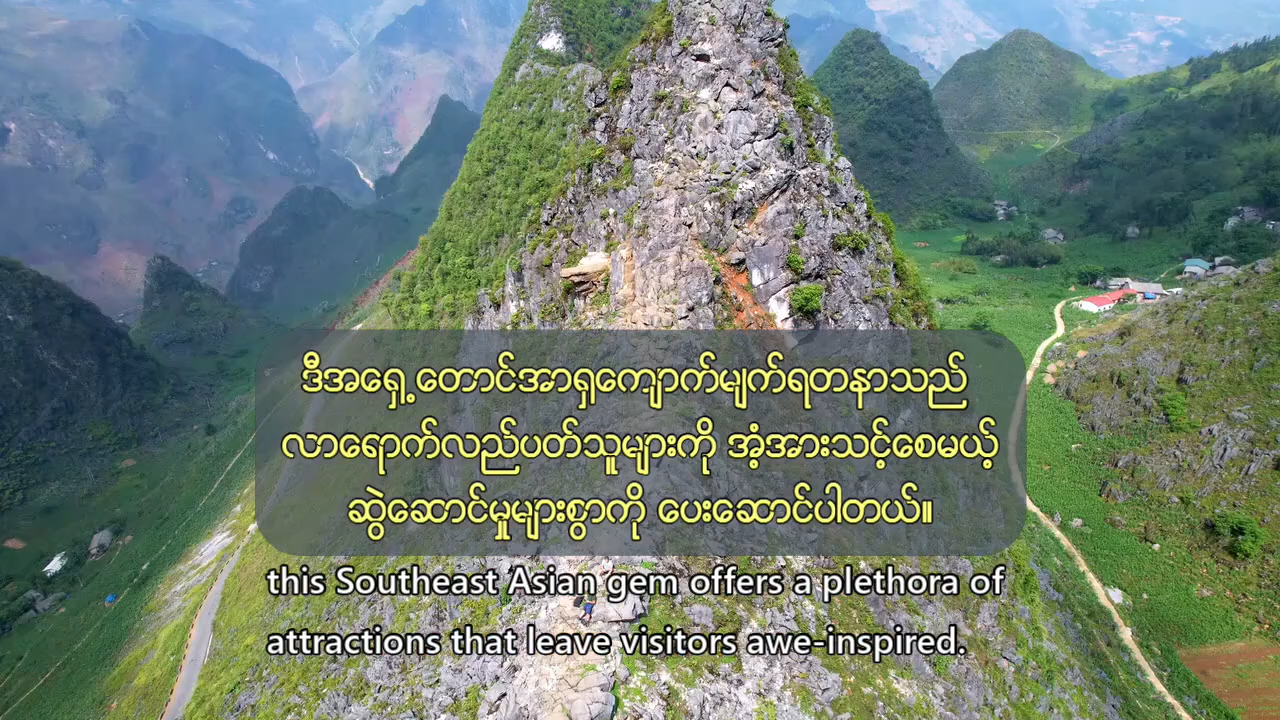 ဒီအရှေ့တောင်အာရှကျောက်မျက်ရတနာသည်
လာရောက်လည်ပတ်သူများကို အံ့အားသင့်စေမယ့်
ဆွဲဆောင်မှုများစွာကို ပေးဆောင်ပါတယ်။
this Southeast Asian gem offers a plethora of
attractions that leave visitors awe-inspired.